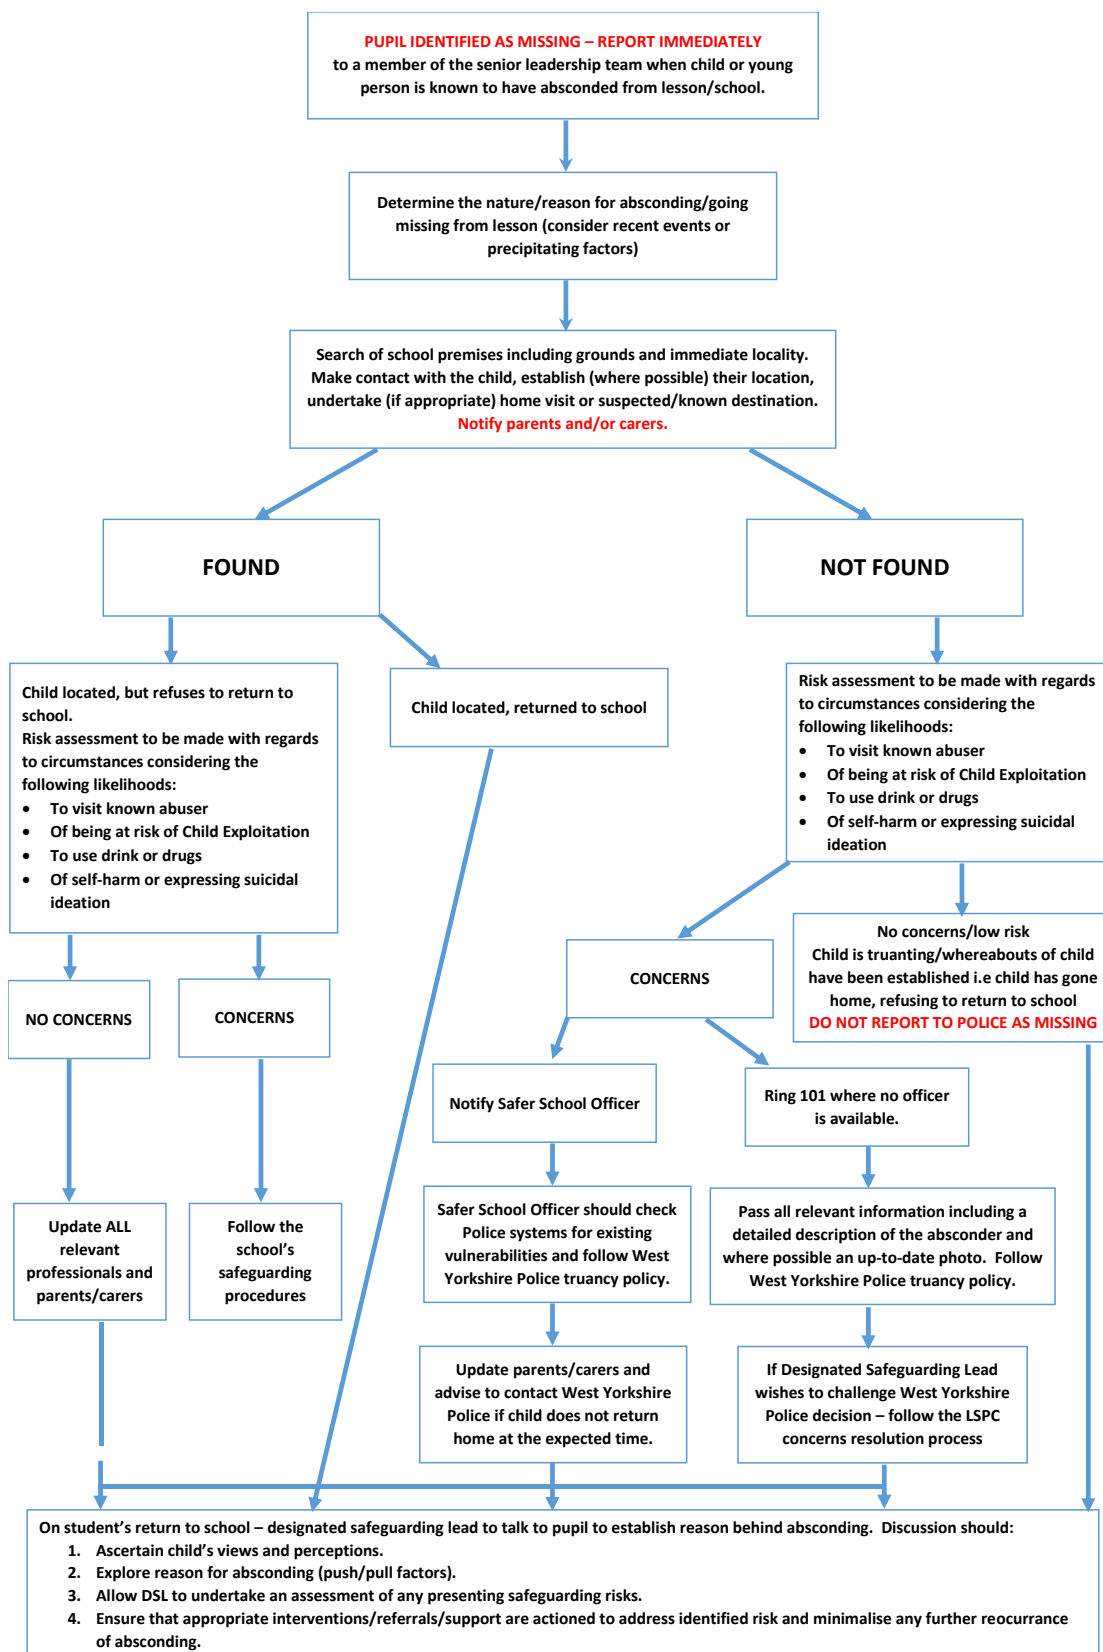 PUPIL IDENTIFIED AS MISSING – REPORT IMMEDIATELY
to a member of the senior leadership team when child or young
person is known to have absconded from lesson/school.
Determine the nature/reason for absconding/going
missing from lesson (consider recent events or
precipitating factors)
Search of school premises including grounds and immediate locality.
Make contact with the child, establish (where possible) their location,
undertake (if appropriate) home visit or suspected/known destination.
Notify parents and/or carers.
FOUND
NOT FOUND
Child located, but refuses to return to
school.
Risk assessment to be made with regards
to circumstances considering the
following likelihoods:
• To visit known abuser
• Of being at risk of Child Exploitation
• To use drink or drugs
• Of self-harm or expressing suicidal
ideation
Child located, returned to school
Risk assessment to be made with regards
to circumstances considering the
following likelihoods:
• To visit known abuser
• Of being at risk of Child Exploitation
• To use drink or drugs
• Of self-harm or expressing suicidal
ideation
NO CONCERNS
CONCERNS
CONCERNS
No concerns/low risk
Child is truanting/whereabouts of child
have been established i.e child has gone
home, refusing to return to school
DO NOT REPORT TO POLICE AS MISSING
Notify Safer School Officer
Ring 101 where no officer
is available.
Update ALL
relevant
professionals and
parents/carers
Follow the
school’s
safeguarding
procedures
Safer School Officer should check
Police systems for existing
vulnerabilities and follow West
Yorkshire Police truancy policy.
Pass all relevant information including a
detailed description of the absconder and
where possible an up-to-date photo.  Follow
West Yorkshire Police truancy policy.
Update parents/carers and
advise to contact West Yorkshire
Police if child does not return
home at the expected time.
If Designated Safeguarding Lead
wishes to challenge West Yorkshire
Police decision – follow the LSPC
concerns resolution process
On student’s return to school – designated safeguarding lead to talk to pupil to establish reason behind absconding.  Discussion should:
1. Ascertain child’s views and perceptions.
2. Explore reason for absconding (push/pull factors).
3. Allow DSL to undertake an assessment of any presenting safeguarding risks.
4. Ensure that appropriate interventions/referrals/support are actioned to address identified risk and minimalise any further reocurrance
of absconding.